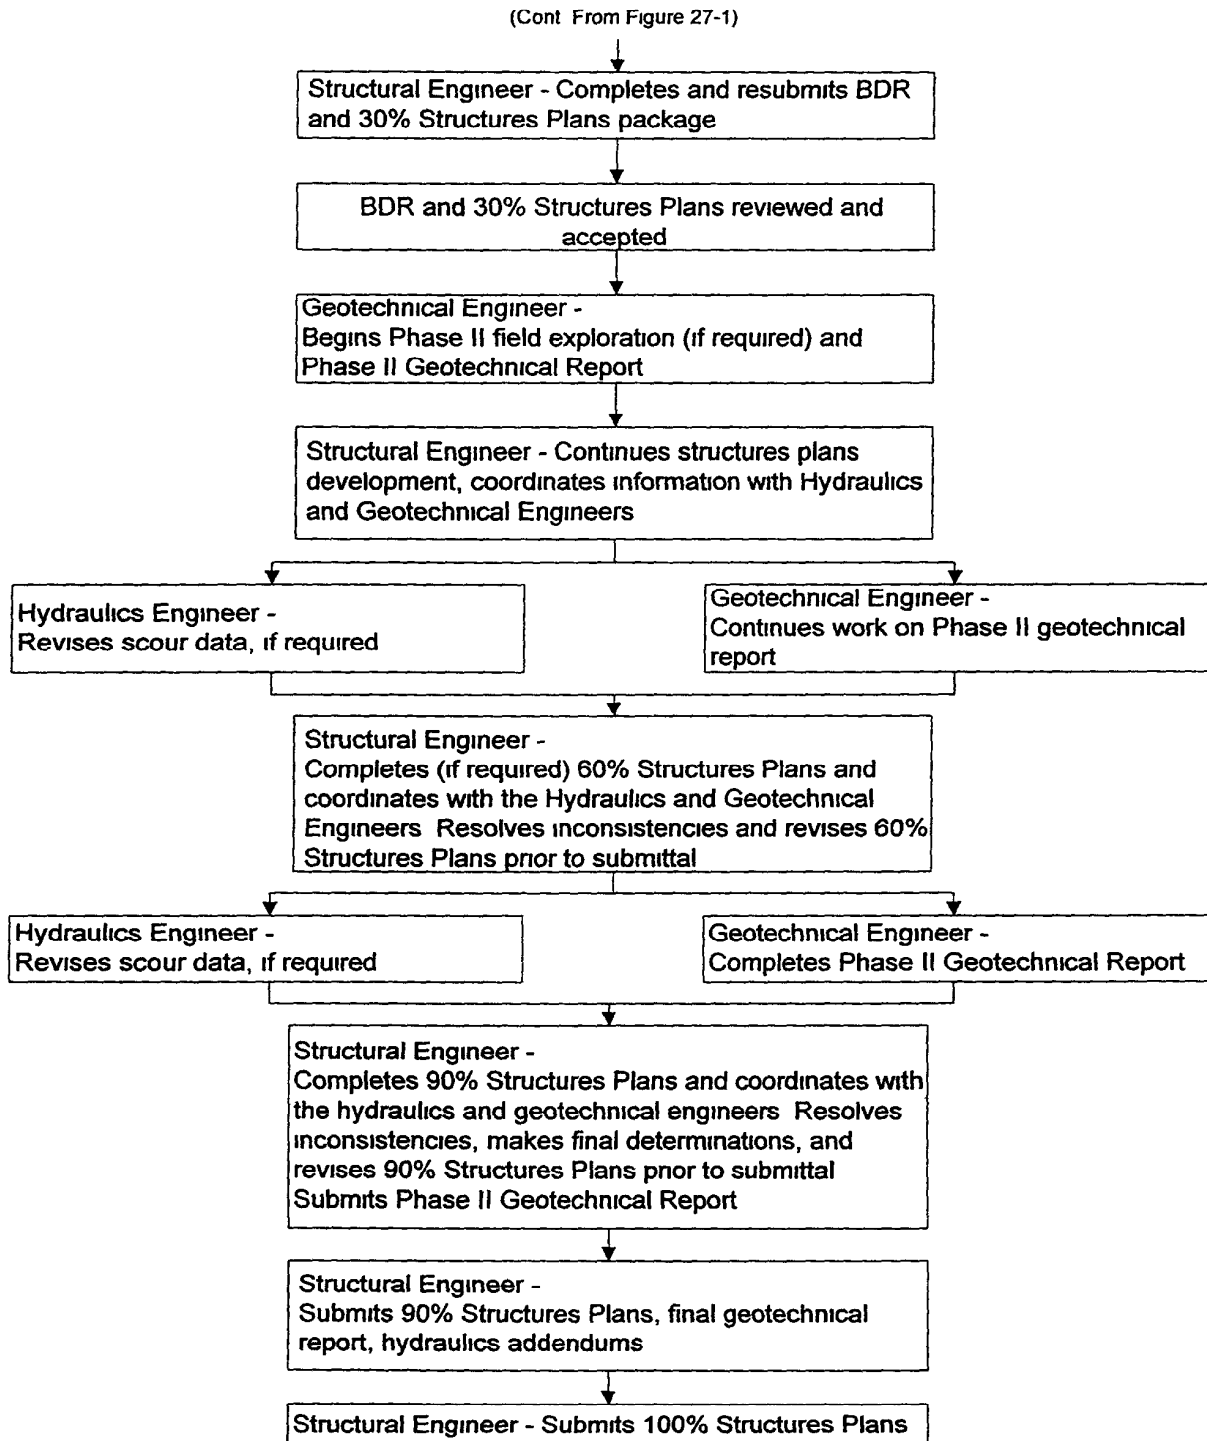 (Cont From Figure 27-1)
Structural Engineer - Completes and resubmits BDR
and 30% Structures Plans package
BDR and 30% Structures Plans reviewed and
accepted
Geotechnical Engineer -
Begins Phase II field exploration (if required) and
Phase II Geotechnical Report
Structural Engineer - Continues structures plans
development, coordinates information with Hydraulics
and Geotechnical Engineers
Hydraulics Engineer -
Revises scour data, if required
Geotechnical Engineer -
Continues work on Phase II geotechnical
report
Structural Engineer -
Completes (if required) 60% Structures Plans and
coordinates with the Hydraulics and Geotechnical
Engineers Resolves inconsistencies and revises 60%
Structures Plans prior to submittal
Hydraulics Engineer -
Revises scour data, if required
Geotechnical Engineer -
Completes Phase II Geotechnical Report
Structural Engineer -
Completes 90% Structures Plans and coordinates with
the hydraulics and geotechnical engineers Resolves
inconsistencies, makes final determinations, and
revises 90% Structures Plans prior to submittal
Submits Phase II Geotechnical Report
Structural Engineer -
Submits 90% Structures Plans, final geotechnical
report, hydraulics addendums
Structural Engineer - Submits 100% Structures Plans